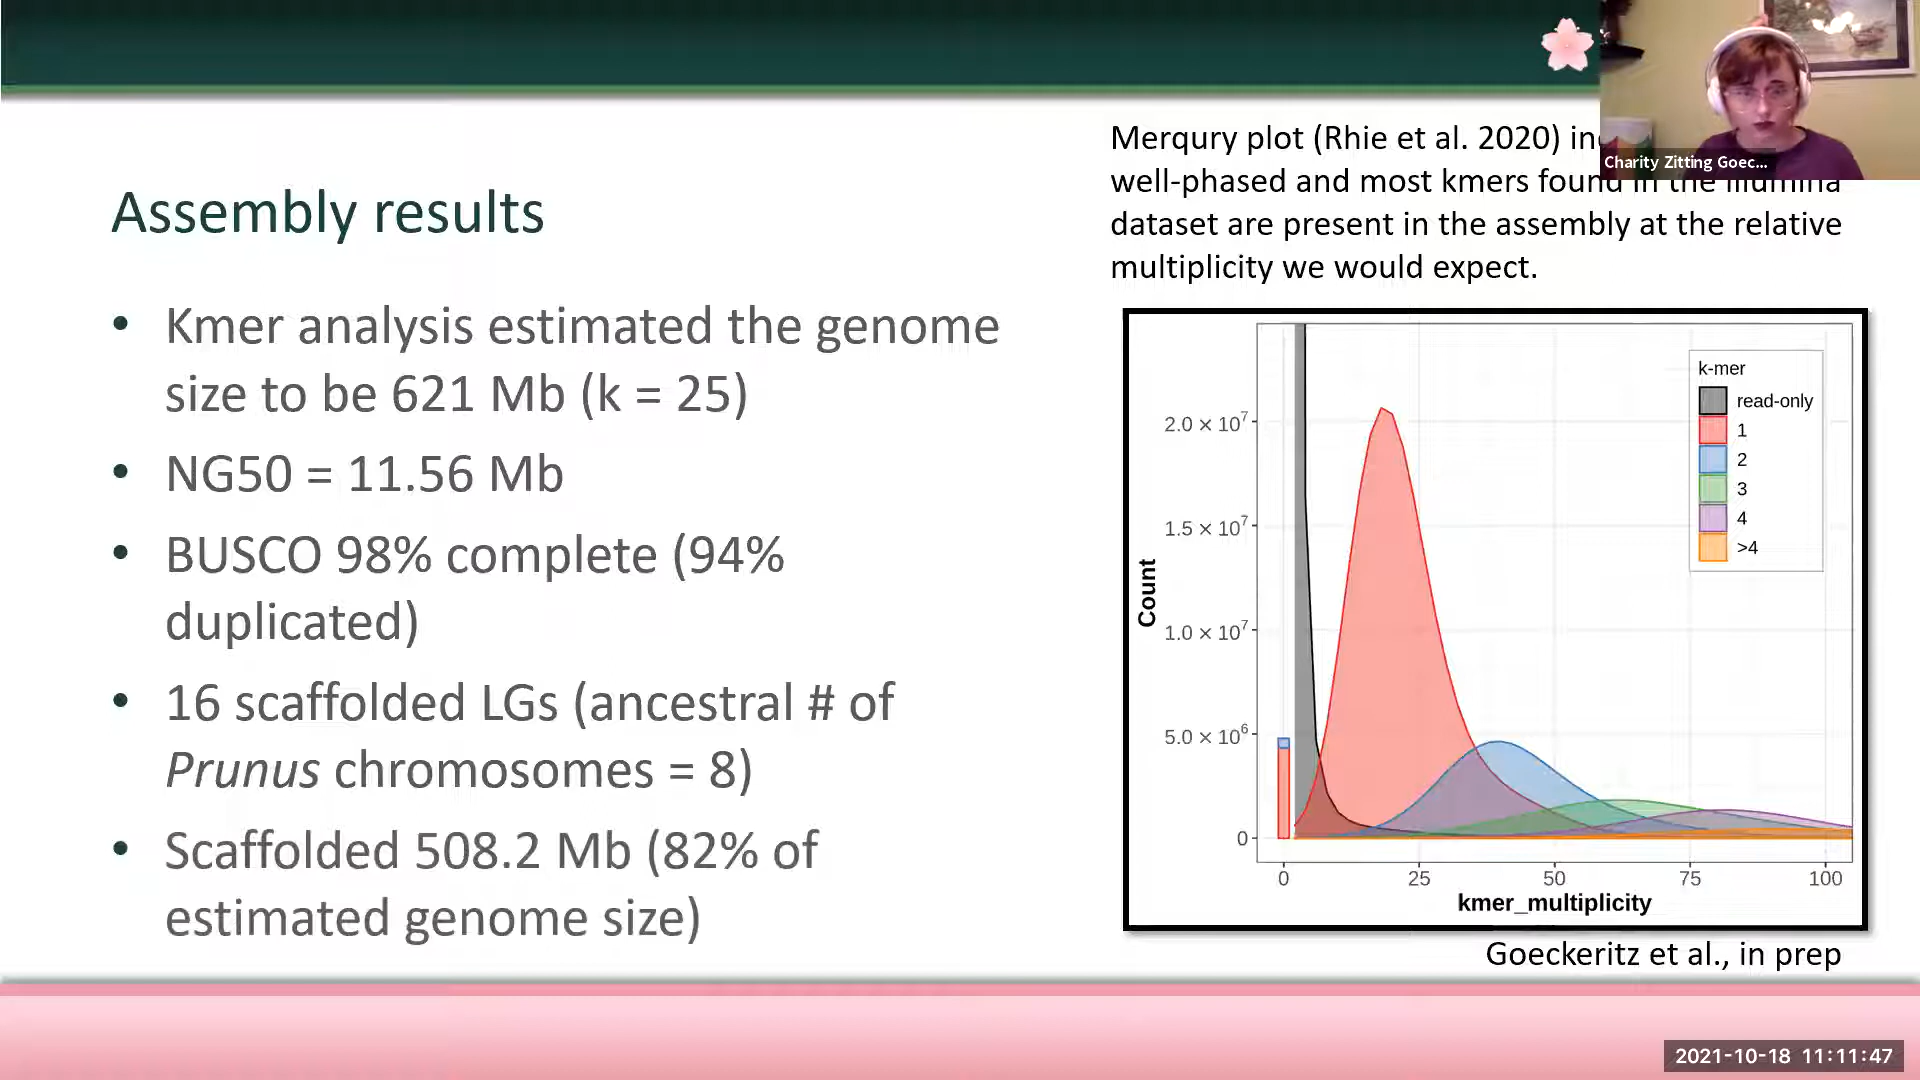 Charity Zitting Goec...
Assembly results
• Kmer analysis estimated the genome
size to be 621 Mb (k = 25)
• NG50 = 11.56 Mb
• BUSCO 98% complete (94%
duplicated)
• 16 scaffolded LGs (ancestral # of
Prunus chromosomes = 8)
• Scaffolded 508.2 Mb (82% of
estimated genome size)
Merqury plot (Rhie et al. 2020)
well-phased and most kmers found in the Illumina
dataset are present in the assembly at the relative
multiplicity we would expect.
k-mer
read-only
1
2
3
4
>4
Count
2.0 × 10⁷
1.5 × 10⁷
1.0 × 10⁷
5.0 × 10⁶
0
0 25 50 75 100
kmer_multiplicity
Goeckeritz et al., in prep
2021-10-18 11:11:47